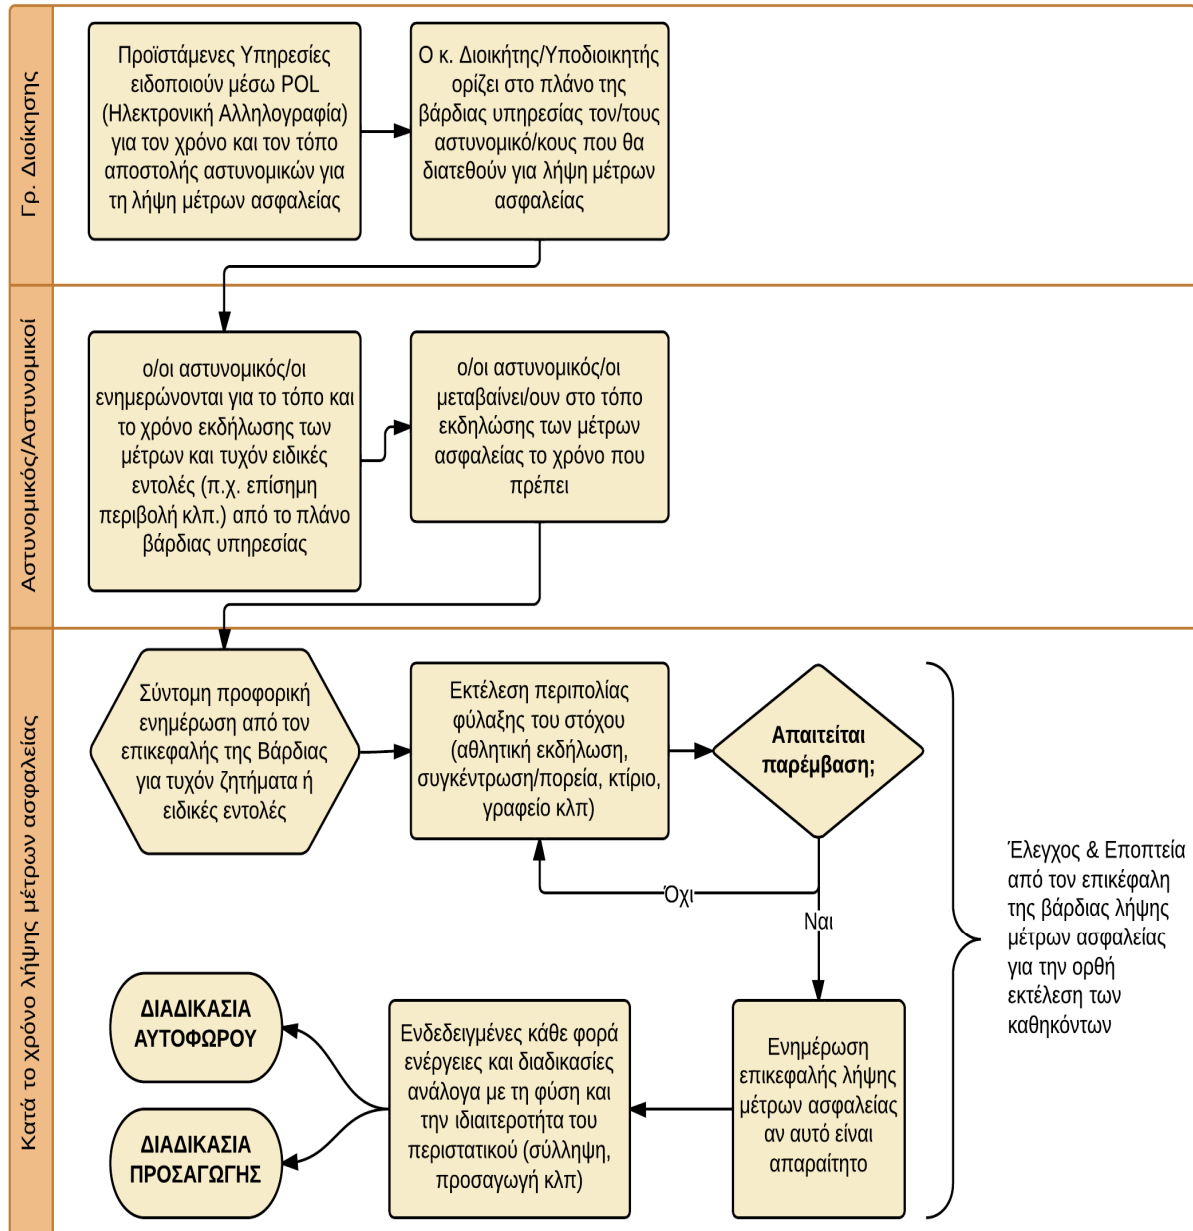 Γρ. Διοίκησης
Προϊστάμενες Υπηρεσίες
ειδοποιούν μέσω POL
(Ηλεκτρονική Αλληλογραφία)
για τον χρόνο και τον τόπο
αποστολής αστυνομικών για
τη λήψη μέτρων ασφαλείας
Ο κ. Διοικήτης/Υποδιοικητής
ορίζει στο πλάνο της
βάρδιας υπηρεσίας τον/τους
αστυνομικό/κους που θα
διατεθούν για λήψη μέτρων
ασφαλείας
Αστυνομικός/Αστυνομικοί
ο/οι αστυνομικός/οι
ενημερώνονται για το τόπο και
το χρόνο εκδήλωσης των
μέτρων και τυχόν ειδικές
εντολές (π.χ. επίσημη
περιβολή κλπ.) από το πλάνο
βάρδιας υπηρεσίας
ο/οι αστυνομικός/οι
μεταβαίνει/ουν στο τόπο
εκδηλώσης των μέτρων
ασφαλείας το χρόνο που
πρέπει
Κατά το χρόνο λήψης μέτρων ασφαλείας
Σύντομη προφορική
ενημέρωση από τον
επικεφαλής της Βάρδιας
για τυχόν ζητήματα ή
ειδικές εντολές
Εκτέλεση περιπολίας
φύλαξης του στόχου
(αθλητική εκδήλωση,
συγκέντρωση/πορεία, κτίριο,
γραφείο κλπ)
Απαιτείται
παρέμβαση;
Όχι
Ναι
Έλεγχος & Εποπτεία
από τον επικέφαλη
της βάρδιας λήψης
μέτρων ασφαλείας
για την ορθή
εκτέλεση των
καθηκόντων
Ενημέρωση
επικεφαλής λήψης
μέτρων ασφαλείας
αν αυτό είναι
απαραίτητο
Ενδεδειγμένες κάθε φορά
ενέργειες και διαδικασίες
ανάλογα με τη φύση και
την ιδιαιτεροτήτα του
περιστατικού (σύλληψη,
προσαγωγή κλπ)
ΔΙΑΔΙΚΑΣΙΑ
ΑΥΤΟΦΩΡΟΥ
ΔΙΑΔΙΚΑΣΙΑ
ΠΡΟΣΑΓΩΓΗΣ